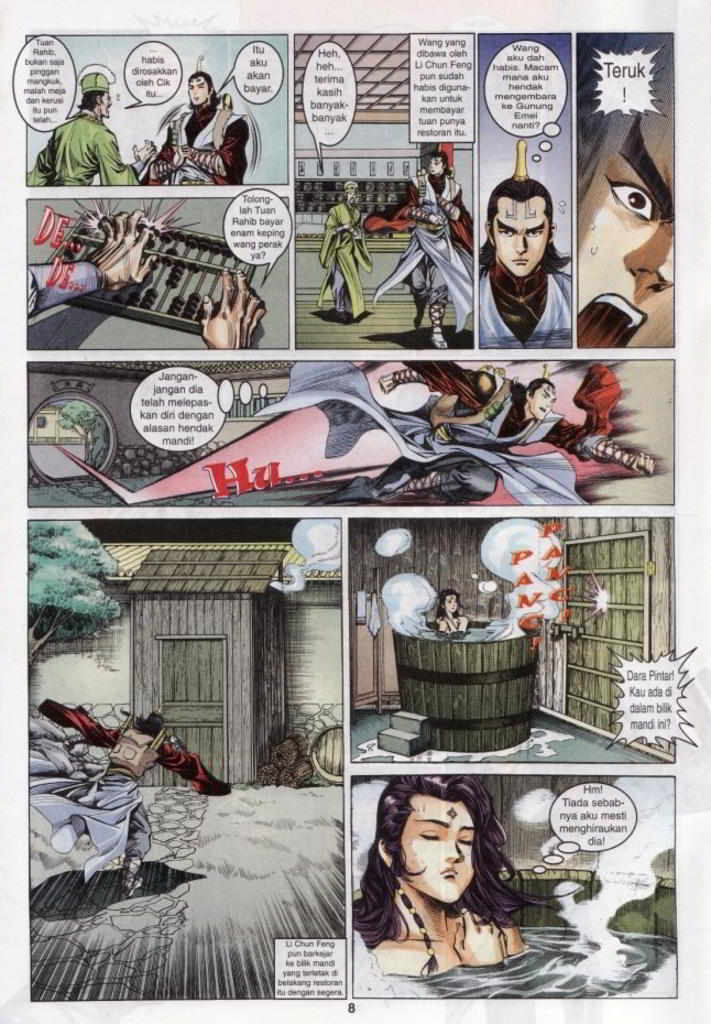 Tuan
Rahib,
bukan saja
pinggan
mangkuk,
malah meja
dan kerusi
itu pun
....
...
habis
dirosakkan
oleh Cik
itu...
Itu
aku
akan
bayar.
DE..
DE...
Tolong-
lah Tuan
Rahib bayar
enam keping
wang perak
ya?
Heh,
heh...
terima
kasih
banyak-
banyak
...
Wang yang
dibawa oleh
Li Chun Feng
pun sudah
habis diguna-
kan untuk
membayar
tuan punya
restoran itu.
Wang
aku dah
habis. Macam
mana aku
hendak
mengembara
ke Gunung
Emei
nanti?
Teruk
!
Jangan-
jangan dia
telah melepas-
kan diri dengan
alasan hendak
mandi!
Hu....
Li Chun Feng
pun barkejar
ke bilik mandi
yang terletak di
belakang restoran
itu dengan segera.
PANG
PANG!
Dara Pintar!
Kau ada di
dalam bilik
mandi ini?
Hm!
Tiada sebab-
nya aku mesti
menghiraukan
dia!
8